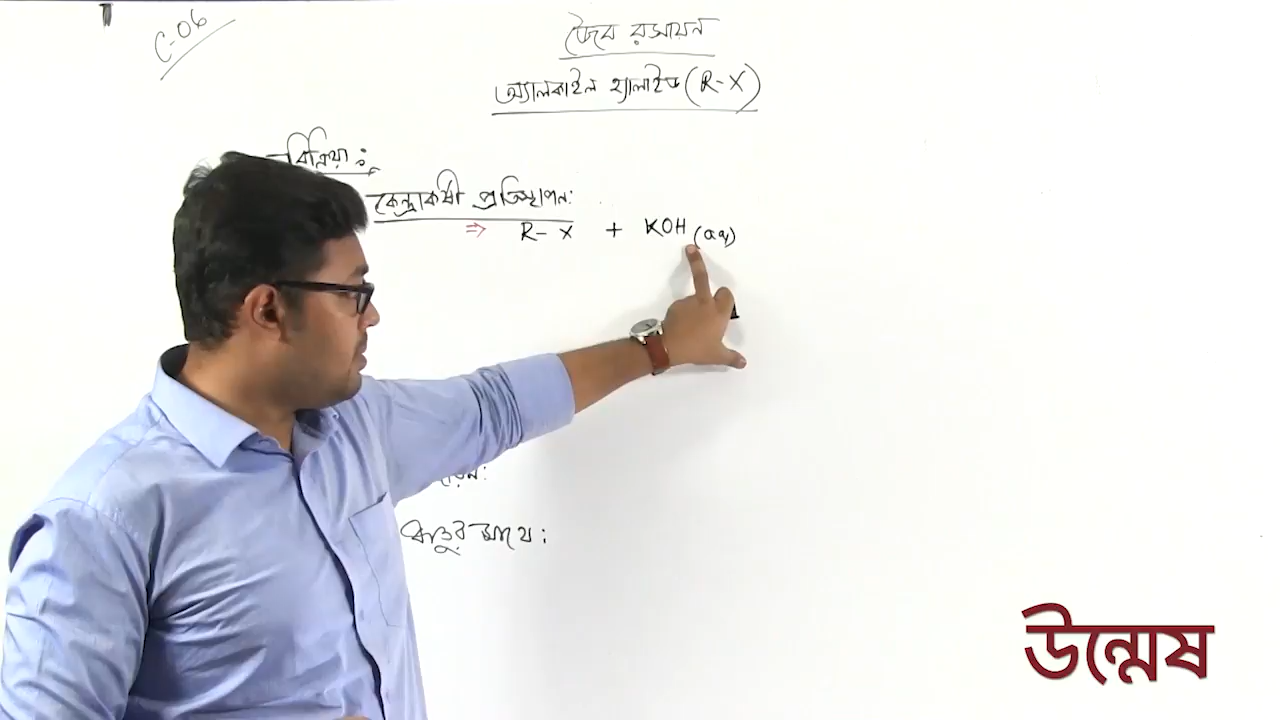 C-06
জৈব রসায়ন
অ্যালকাইল হ্যালাইড (R-X)
বিক্রিয়া :
কেন্দ্রাকর্ষী প্রতিস্থাপন:
⇒ R - X + KOH (aq)
ধাতুর সাথে :
উন্মেষ